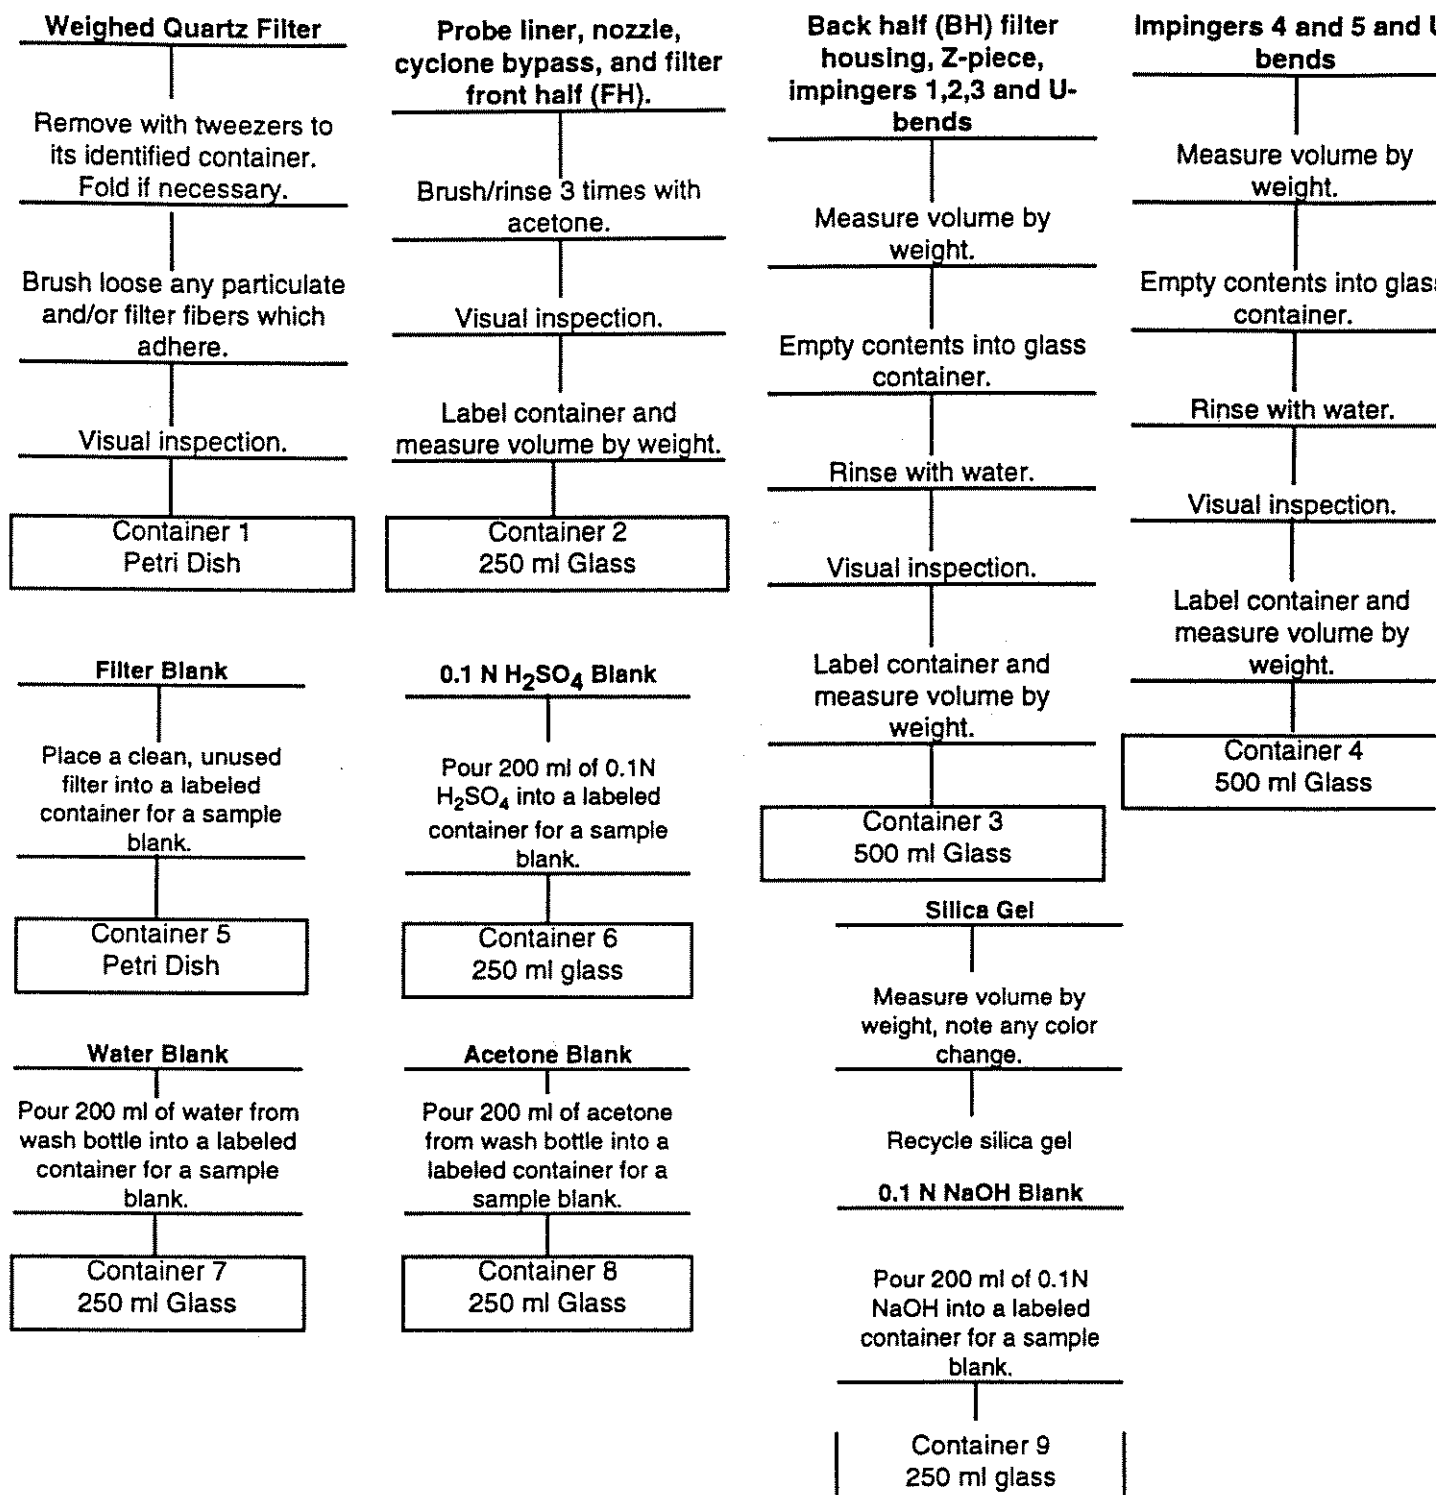 Weighed Quartz Filter
Remove with tweezers to
its identified container.
Fold if necessary.
Brush loose any particulate
and/or filter fibers which
adhere.
Visual inspection.
Container 1
Petri Dish
Probe liner, nozzle,
cyclone bypass, and filter
front half (FH).
Brush/rinse 3 times with
acetone.
Visual inspection.
Label container and
measure volume by weight.
Container 2
250 ml Glass
Back half (BH) filter
housing, Z-piece,
impingers 1,2,3 and U-
bends
Measure volume by
weight.
Empty contents into glass
container.
Rinse with water.
Visual inspection.
Label container and
measure volume by
weight.
Container 3
500 ml Glass
Impingers 4 and 5 and U
bends
Measure volume by
weight.
Empty contents into glass
container.
Rinse with water.
Visual inspection.
Label container and
measure volume by
weight.
Container 4
500 ml Glass
Filter Blank
Place a clean, unused
filter into a labeled
container for a sample
blank.
Container 5
Petri Dish
0.1 N H₂SO₄ Blank
Pour 200 ml of 0.1N
H₂SO₄ into a labeled
container for a sample
blank.
Container 6
250 ml glass
Silica Gel
Measure volume by
weight, note any color
change.
Recycle silica gel
Water Blank
Pour 200 ml of water from
wash bottle into a labeled
container for a sample
blank.
Container 7
250 ml Glass
Acetone Blank
Pour 200 ml of acetone
from wash bottle into a
labeled container for a
sample blank.
Container 8
250 ml Glass
0.1 N NaOH Blank
Pour 200 ml of 0.1N
NaOH into a labeled
container for a sample
blank.
Container 9
250 ml glass